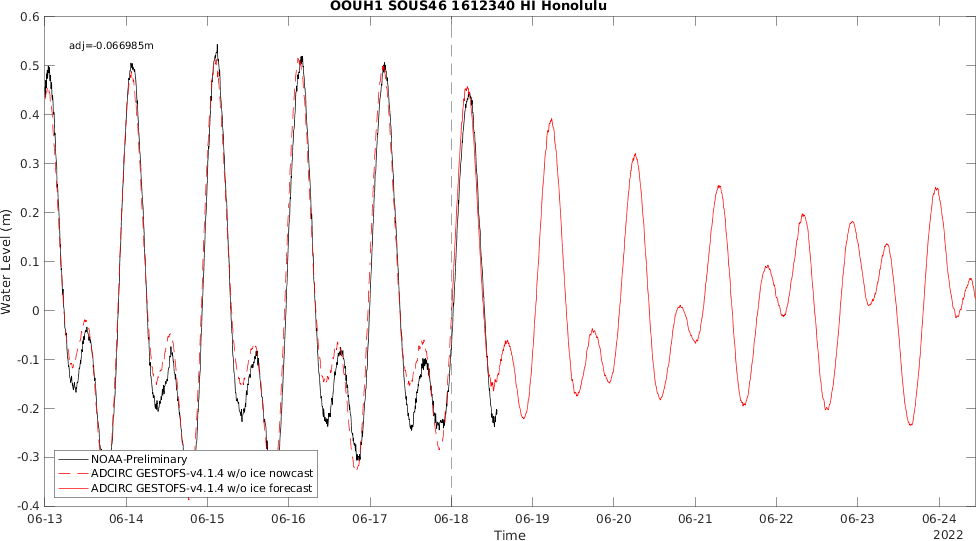 OOUH1 SOUS46 1612340 HI Honolulu
adj=-0.066985m
Water Level (m)
0.6
0.5
0.4
0.3
0.2
0.1
0
-0.1
-0.2
-0.3
-0.4
NOAA-Preliminary
ADCIRC GESTOFS-v4.1.4 w/o ice nowcast
ADCIRC GESTOFS-v4.1.4 w/o ice forecast
06-13 06-14 06-15 06-16 06-17 06-18 06-19 06-20 06-21 06-22 06-23 06-24
Time
2022